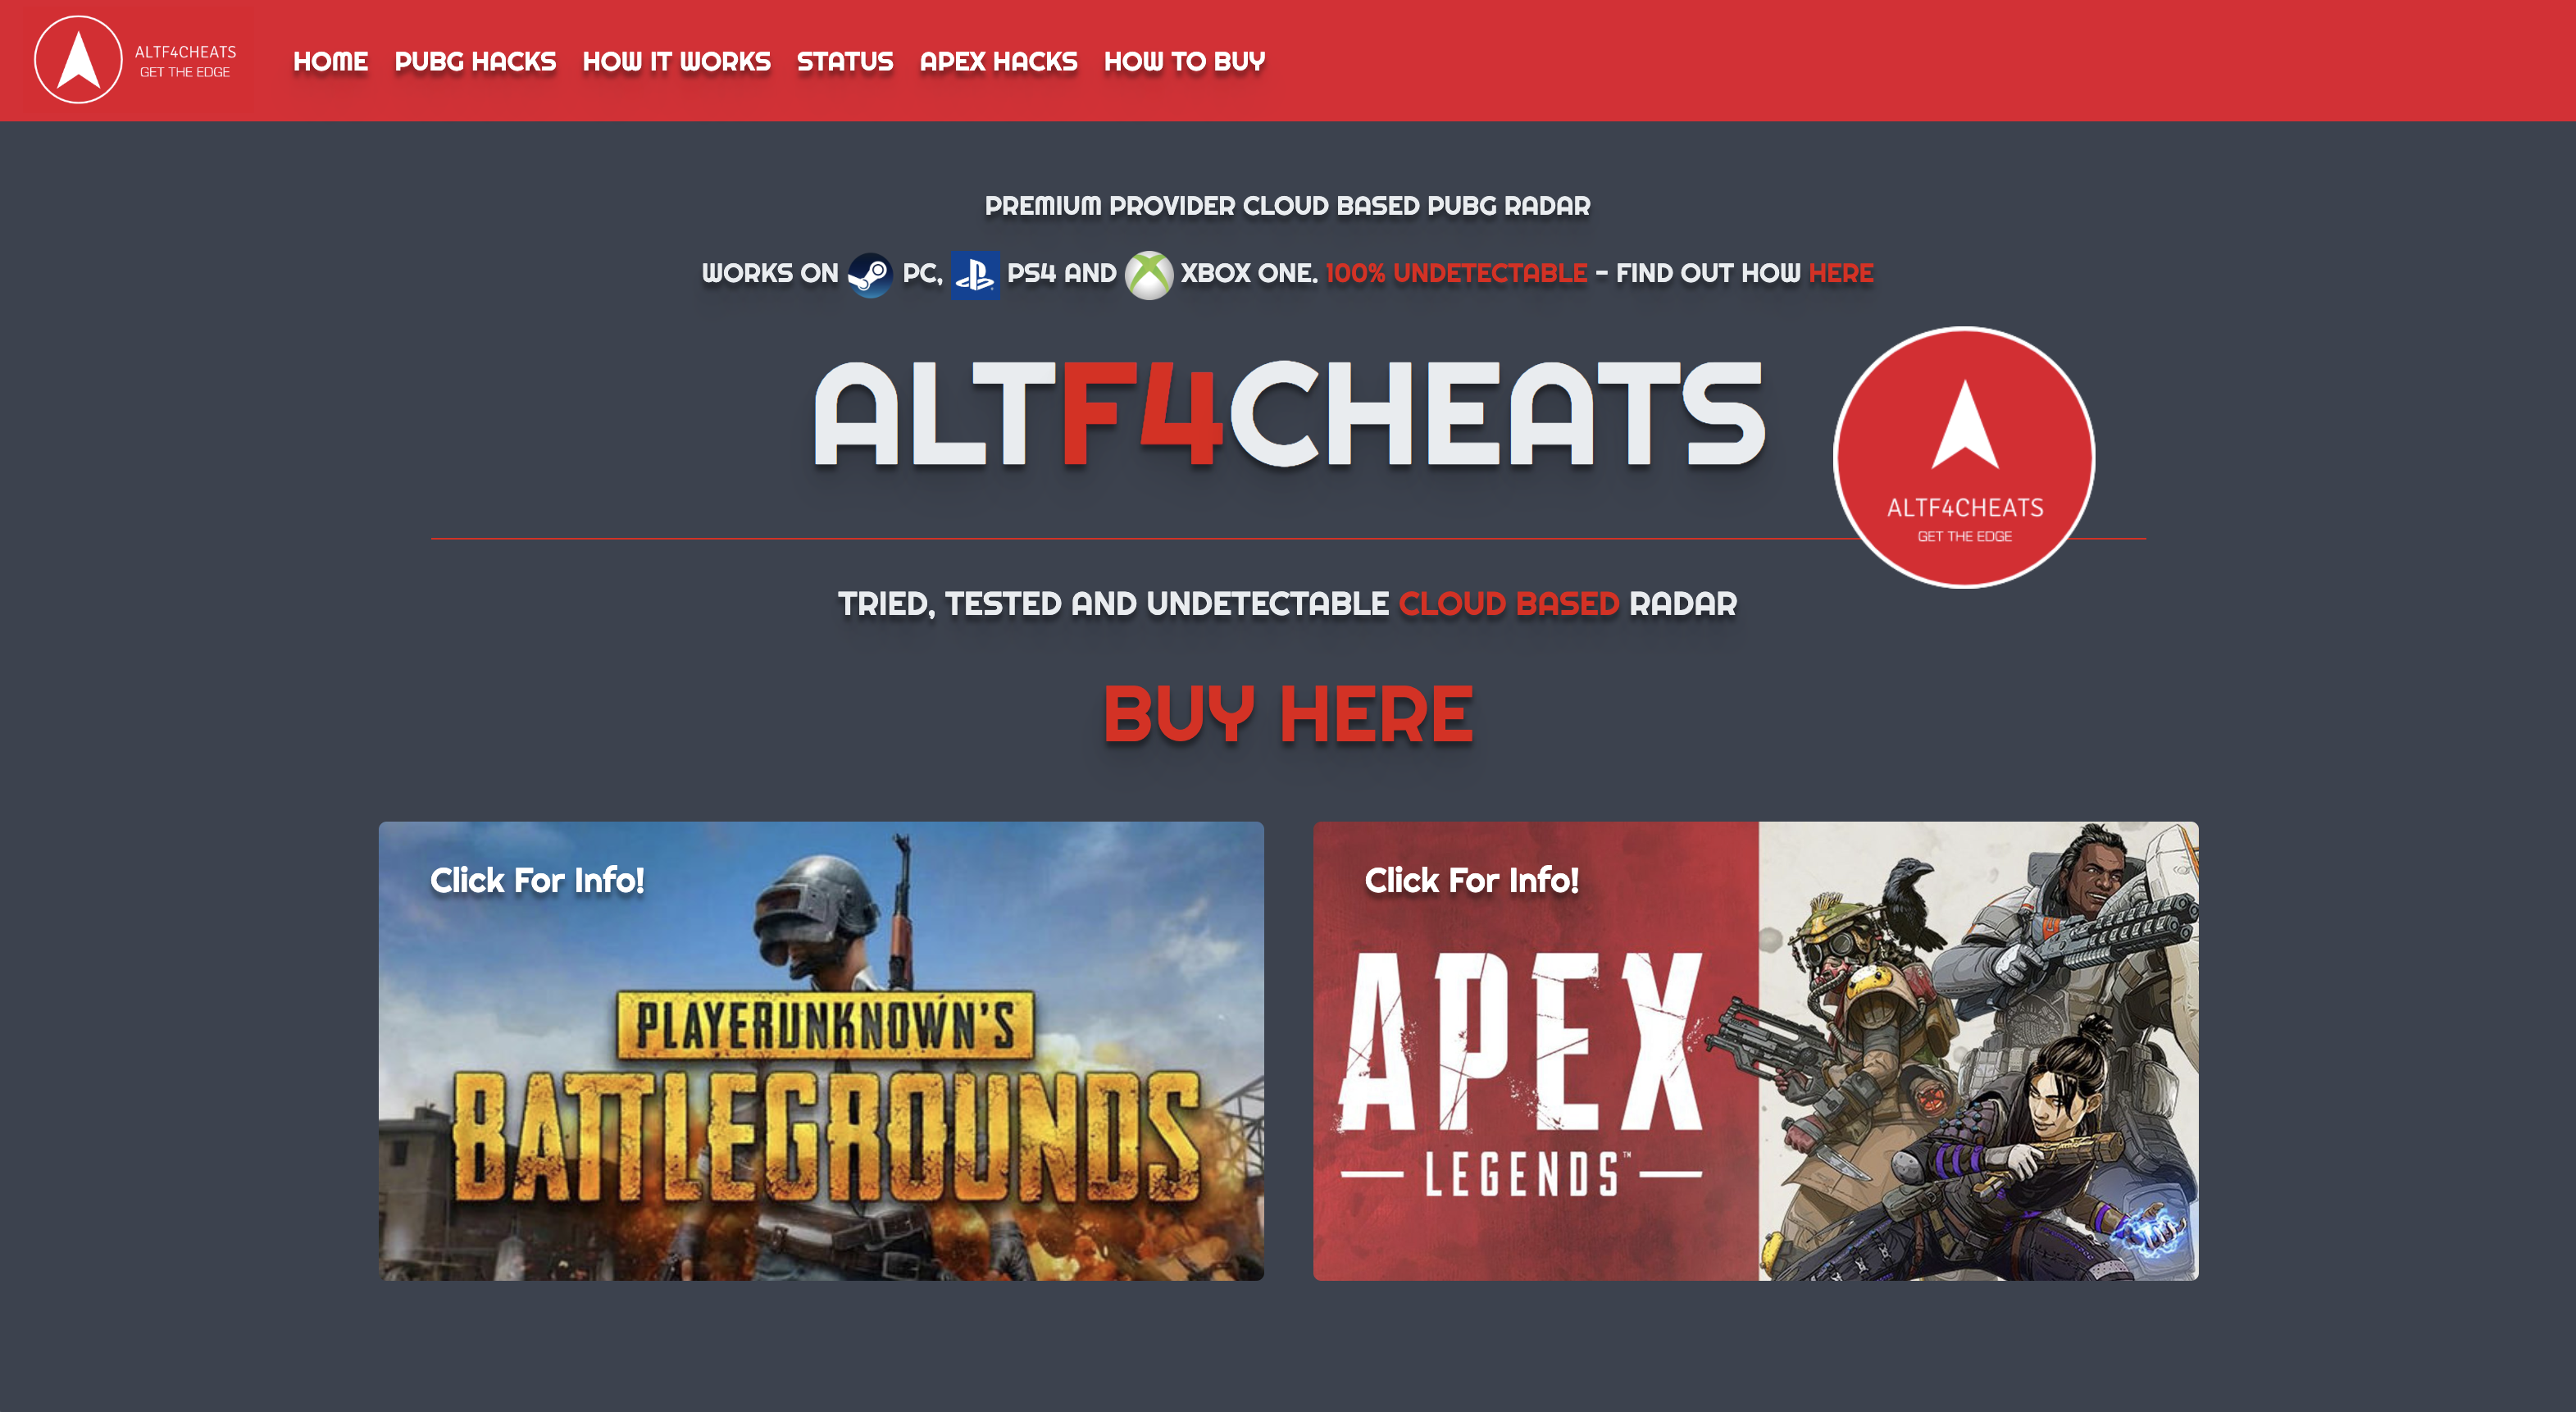 ALTF4CHEATS
GET THE EDGE
HOME PUBG HACKS HOW IT WORKS STATUS APEX HACKS HOW TO BUY
PREMIUM PROVIDER CLOUD BASED PUBG RADAR
WORKS ON PC, PS4 AND XBOX ONE. 100% UNDETECTABLE - FIND OUT HOW HERE
ALTF4CHEATS
ALTF4CHEATS
GET THE EDGE
TRIED, TESTED AND UNDETECTABLE CLOUD BASED RADAR
BUY HERE
Click For Info!
PLAYERUNKNOWN'S
BATTLEGROUNDS
Click For Info!
APEX
LEGENDS™